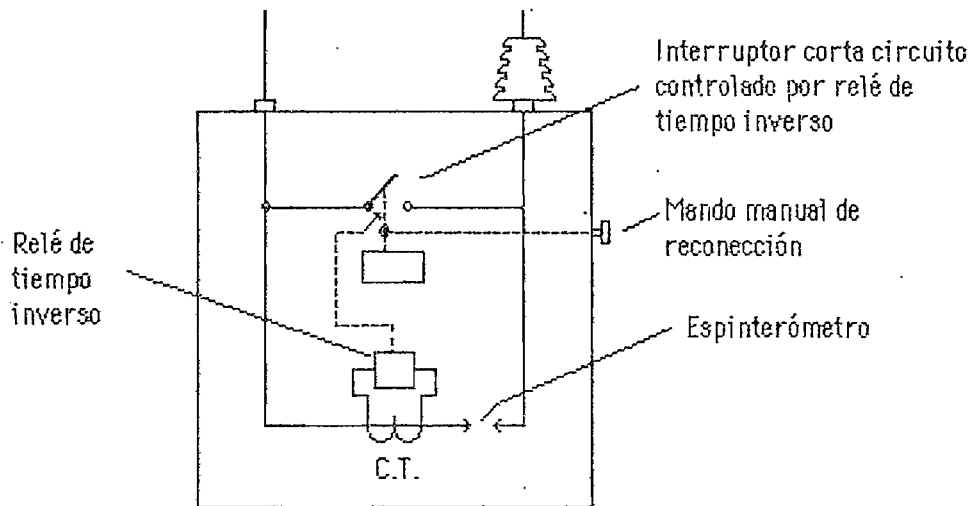 Interruptor corta circuito
controlado por relé de
tiempo inverso
Mando manual de
reconección
Relé de
tiempo
inverso
Espinterómetro
C.T.